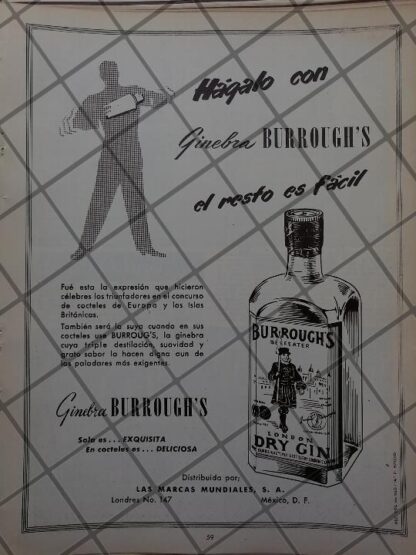 Hágalo con
Ginebra BURROUGH'S
el resto es fácil
Fué esta la expresión que hicieron
célebres los triunfadores en el concurso
de cocteles de Europa y los Islas
Británicas.
También será la suya cuando en sus
cocteles use BURROUG'S, la ginebra
cuya triple destilación, suavidad y
grato sabor la hacen digna aun de
los paladares más exigentes.
Ginebra BURROUGH'S
Sola es... EXQUISITA
En cocteles es... DELICIOSA
BURROUGH'S
BEEFEATER
LONDON
DRY GIN
Distribuida por:
LAS MARCAS MUNDIALES, S. A.
Londres No. 147
México, D. F.
59